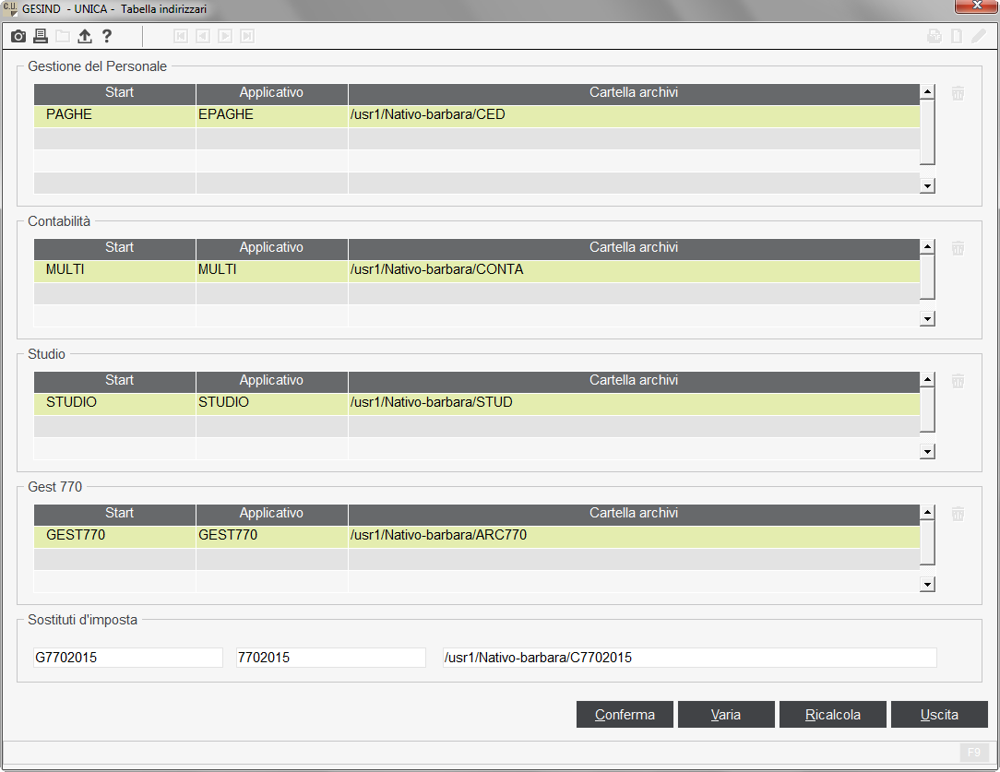 C.U. GESIND - UNICA - Tabella indirizzari
?
Gestione del Personale
Start Applicativo Cartella archivi
PAGHE EPAGHE /usr1/Nativo-barbara/CED
Contabilità
Start Applicativo Cartella archivi
MULTI MULTI /usr1/Nativo-barbara/CONTA
Studio
Start Applicativo Cartella archivi
STUDIO STUDIO /usr1/Nativo-barbara/STUD
Gest 770
Start Applicativo Cartella archivi
GEST770 GEST770 /usr1/Nativo-barbara/ARC770
Sostituti d'imposta
G7702015 7702015 /usr1/Nativo-barbara/C7702015
Conferma Varia Ricalcola Uscita
F9